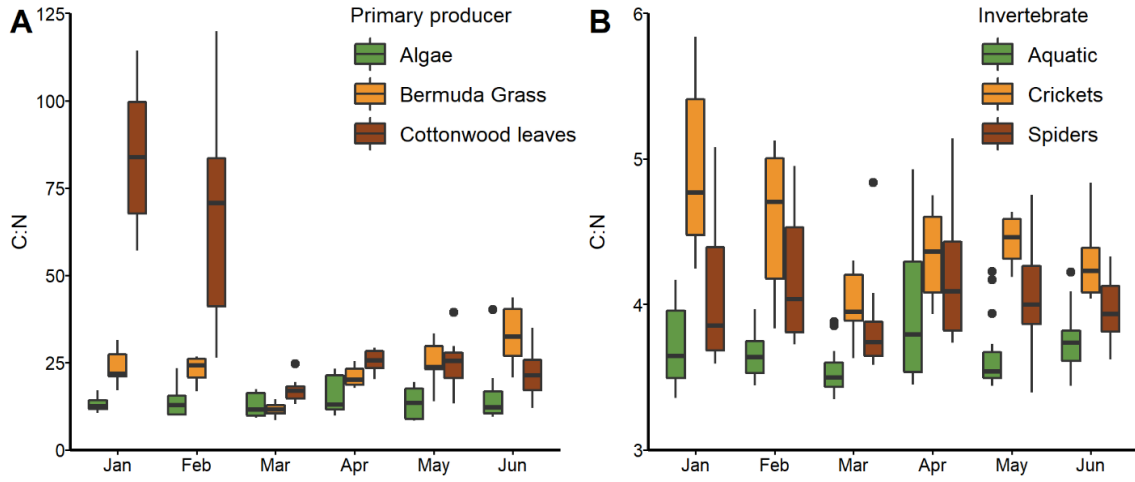 A
Primary producer
Algae
Bermuda Grass
Cottonwood leaves
C:N
125
100
75
50
25
0
Jan Feb Mar Apr May Jun
B
Invertebrate
Aquatic
Crickets
Spiders
C:N
6
5
4
3
Jan Feb Mar Apr May Jun